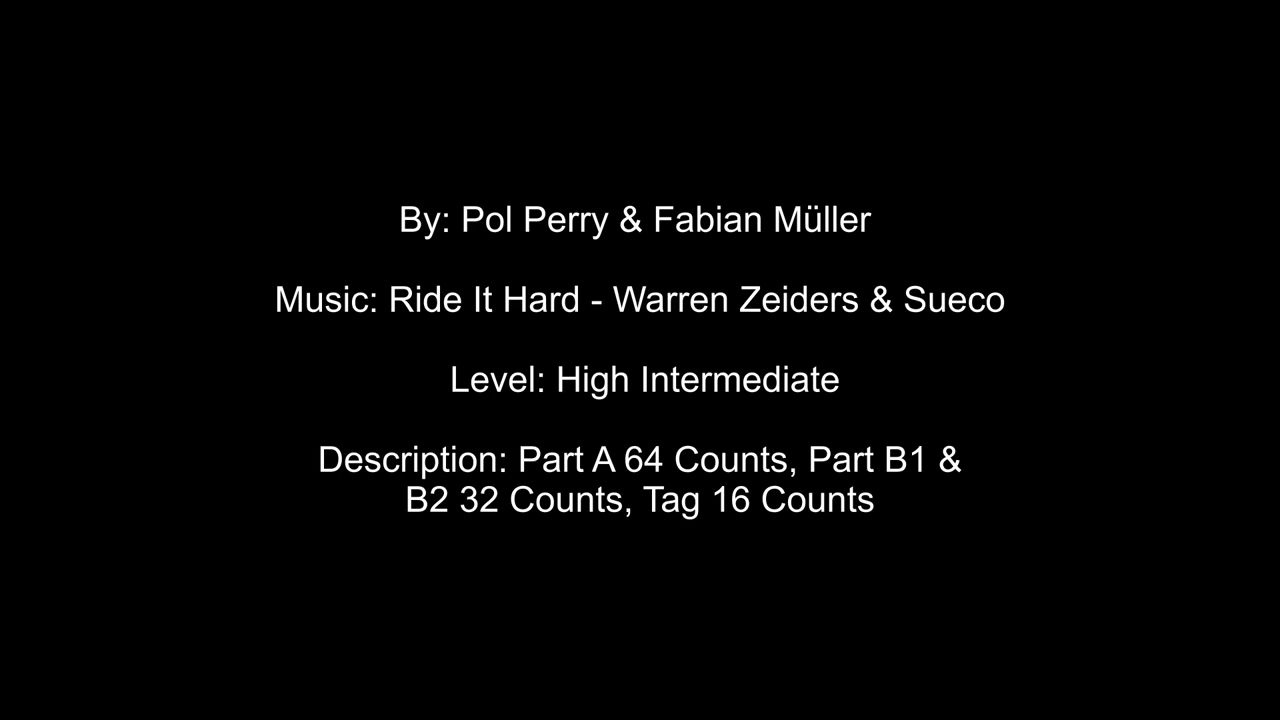 By: Pol Perry & Fabian Müller
Music: Ride It Hard - Warren Zeiders & Sueco
Level: High Intermediate
Description: Part A 64 Counts, Part B1 &
B2 32 Counts, Tag 16 Counts